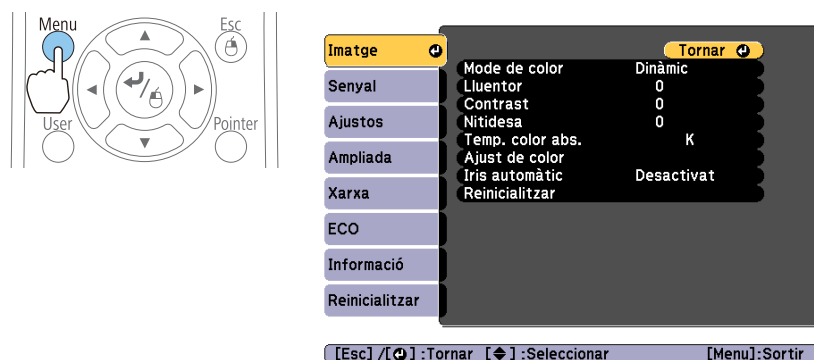 Menu
Esc
User
Pointer
Imatge
Senyal
Ajustos
Ampliada
Xarxa
ECO
Informació
Reinicialitzar
Tornar
Mode de color Dinàmic
Lluentor 0
Contrast 0
Nitidesa 0
Temp. color abs. K
Ajust de color
Iris automàtic Desactivat
Reinicialitzar
[Esc] /[ ] :Tornar [ ] :Seleccionar [Menu]:Sortir